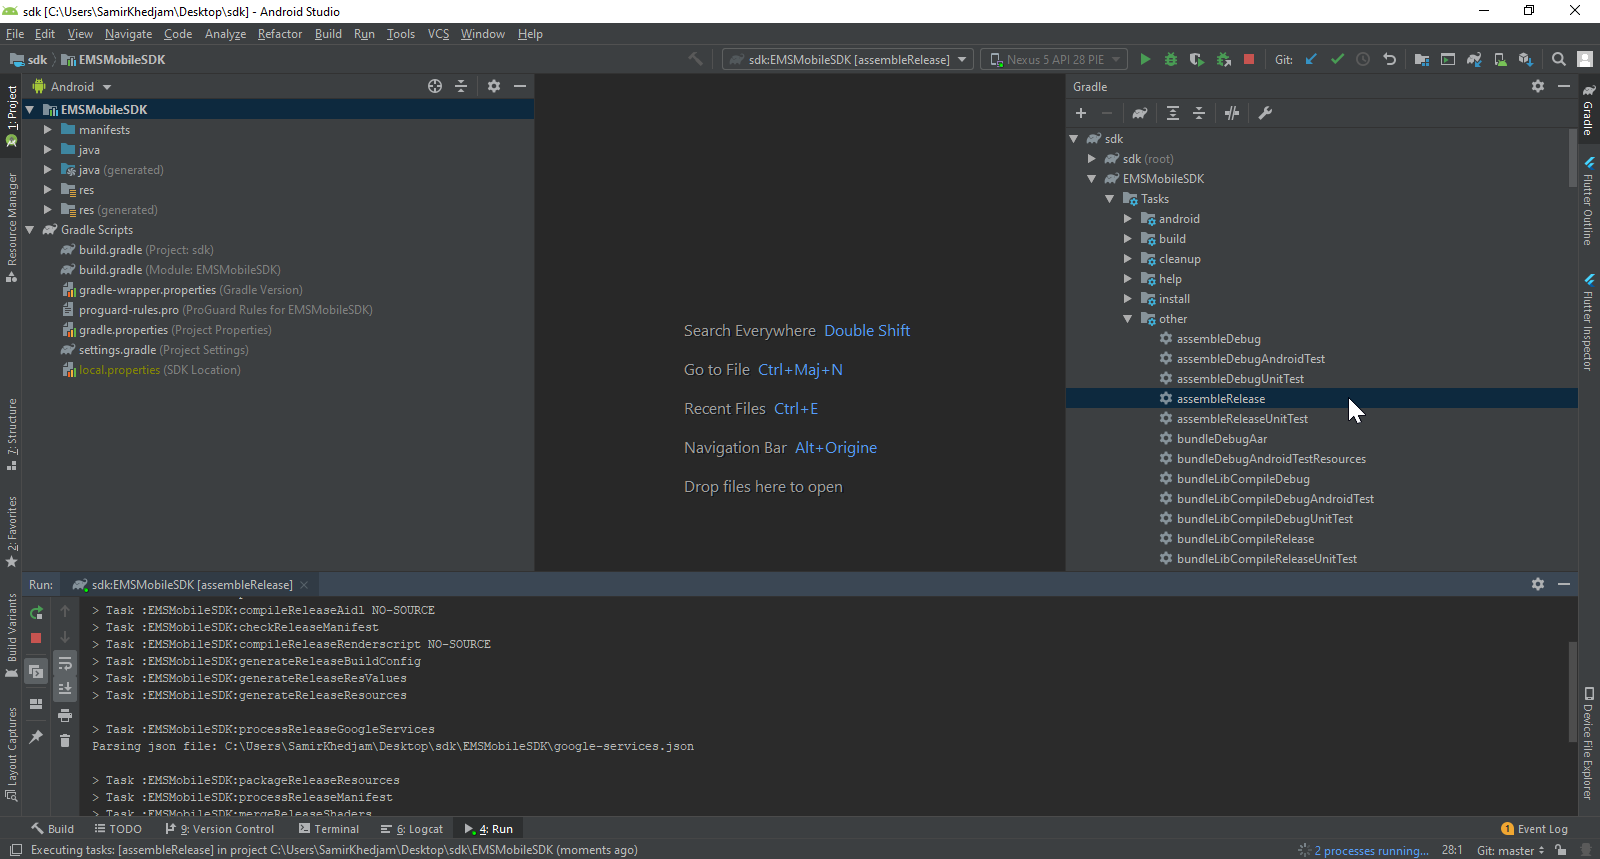 sdk [C:\Users\SamirKhedjam\Desktop\sdk] - Android Studio
File Edit View Navigate Code Analyze Refactor Build Run Tools VCS Window Help
sdk EMSMobileSDK
sdk:EMSMobileSDK [assembleRelease]
Nexus 5 API 28 PIE
Git:
1: Project
Resource Manager
7: Structure
2: Favorites
Build Variants
Layout Captures
Android
EMSMobileSDK
manifests
java
java (generated)
res
res (generated)
Gradle Scripts
build.gradle (Project: sdk)
build.gradle (Module: EMSMobileSDK)
gradle-wrapper.properties (Gradle Version)
proguard-rules.pro (ProGuard Rules for EMSMobileSDK)
gradle.properties (Project Properties)
settings.gradle (Project Settings)
local.properties (SDK Location)
Search Everywhere Double Shift
Go to File Ctrl+Maj+N
Recent Files Ctrl+E
Navigation Bar Alt+Origine
Drop files here to open
Gradle
sdk
sdk (root)
EMSMobileSDK
Tasks
android
build
cleanup
help
install
other
assembleDebug
assembleDebugAndroidTest
assembleDebugUnitTest
assembleRelease
assembleReleaseUnitTest
bundleDebugAar
bundleDebugAndroidTestResources
bundleLibCompileDebug
bundleLibCompileDebugAndroidTest
bundleLibCompileDebugUnitTest
bundleLibCompileRelease
bundleLibCompileReleaseUnitTest
Gradle
Flutter Outline
Flutter Inspector
Device File Explorer
Run: sdk:EMSMobileSDK [assembleRelease]
> Task :EMSMobileSDK:compileReleaseAidl NO-SOURCE
> Task :EMSMobileSDK:checkReleaseManifest
> Task :EMSMobileSDK:compileReleaseRenderscript NO-SOURCE
> Task :EMSMobileSDK:generateReleaseBuildConfig
> Task :EMSMobileSDK:generateReleaseResValues
> Task :EMSMobileSDK:generateReleaseResources
> Task :EMSMobileSDK:processReleaseGoogleServices
Parsing json file: C:\Users\SamirKhedjam\Desktop\sdk\EMSMobileSDK\google-services.json
> Task :EMSMobileSDK:packageReleaseResources
> Task :EMSMobileSDK:processReleaseManifest
> Task :EMSMobileSDK:mergeReleaseShaders
Build TODO 9: Version Control Terminal 6: Logcat 4: Run
1 Event Log
Executing tasks: [assembleRelease] in project C:\Users\SamirKhedjam\Desktop\sdk\EMSMobileSDK (moments ago)
2 processes running... 28:1 Git: master